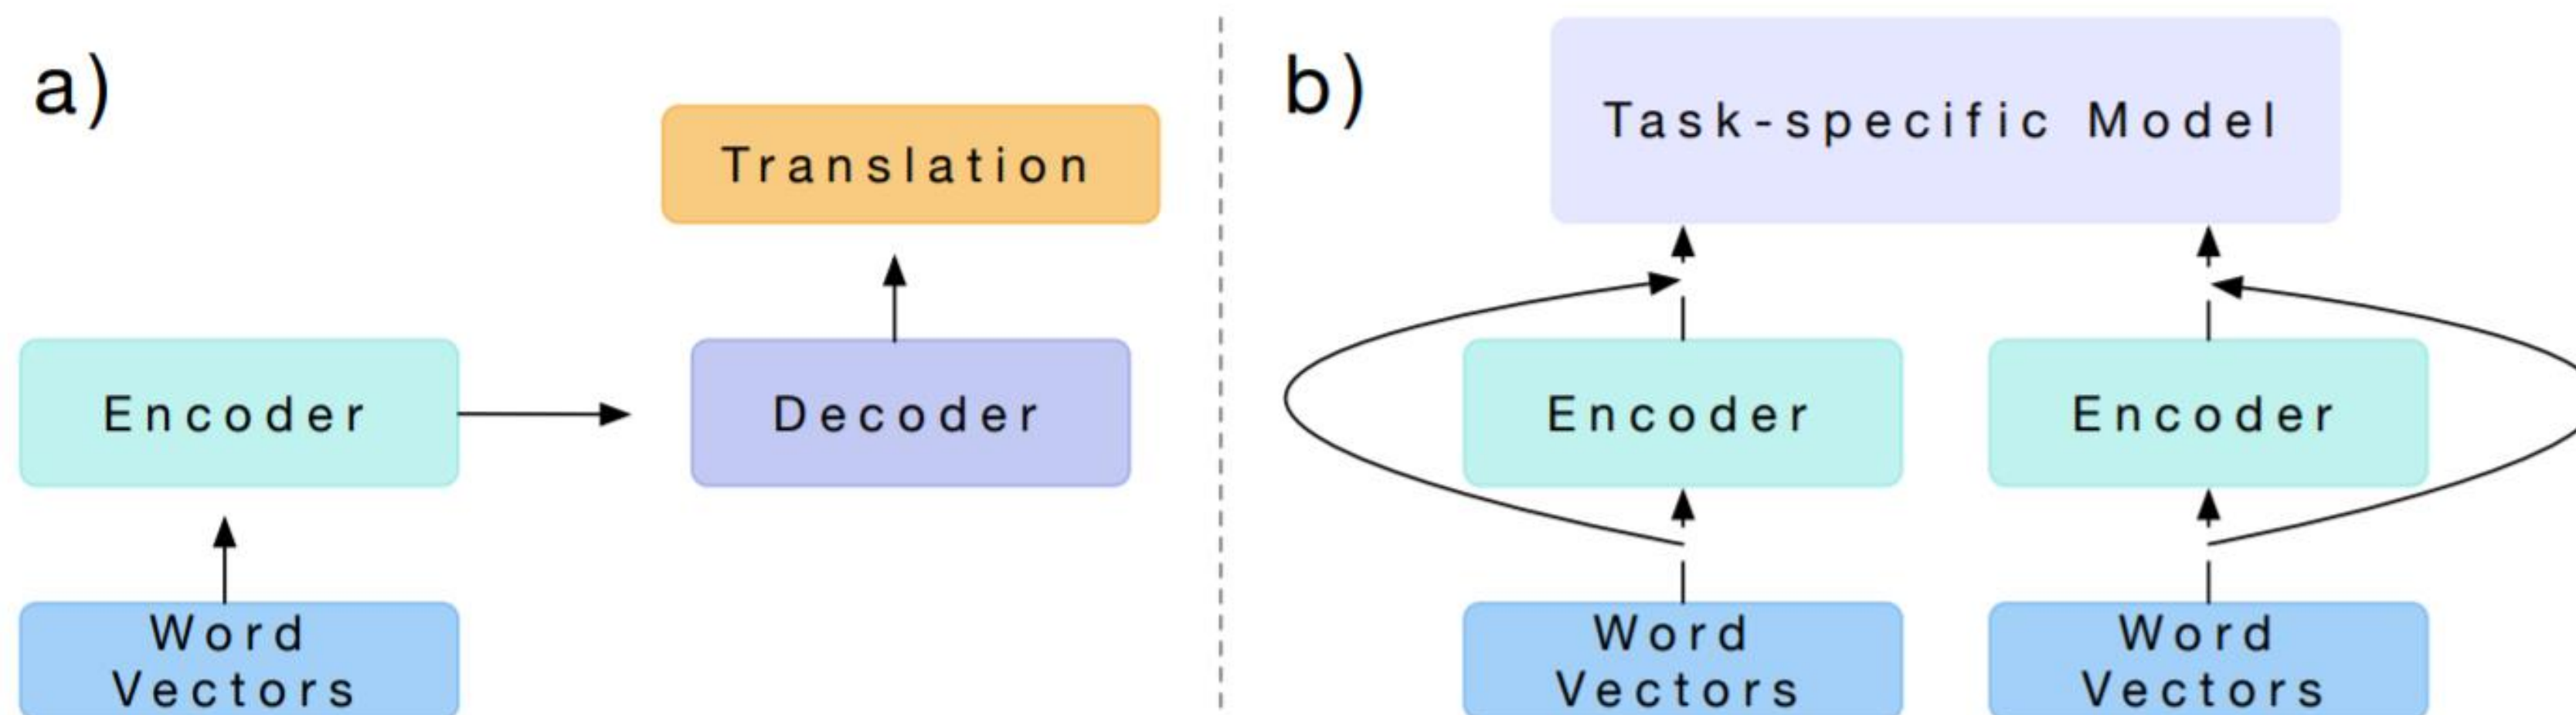 a)
Translation
Encoder
Decoder
Word
Vectors
b)
Task-specific Model
Encoder
Encoder
Word
Vectors
Word
Vectors